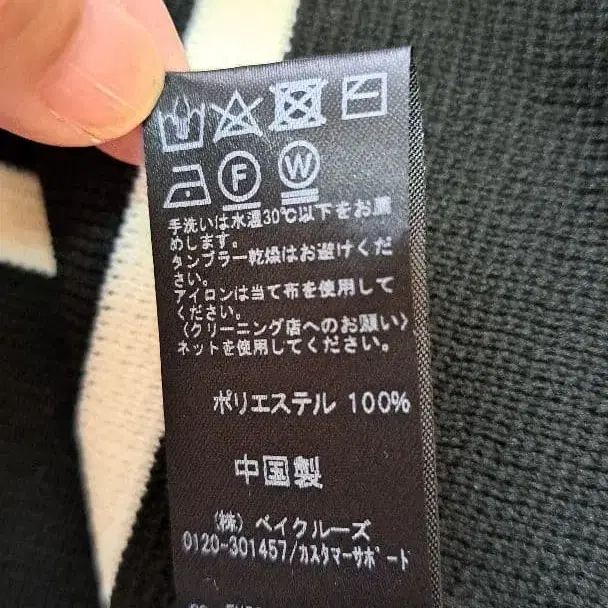 F W
手洗いは水温30℃以下をお薦
めします。
タンブラー乾燥はお避けくだ
さい。
アイロンは当て布を使用して
ください。
〈クリーニング店へのお願い〉
ネットを使用してください。
ポリエステル 100%
中国製
(株) ベイクルーズ
0120-301457/カスタマーサポート